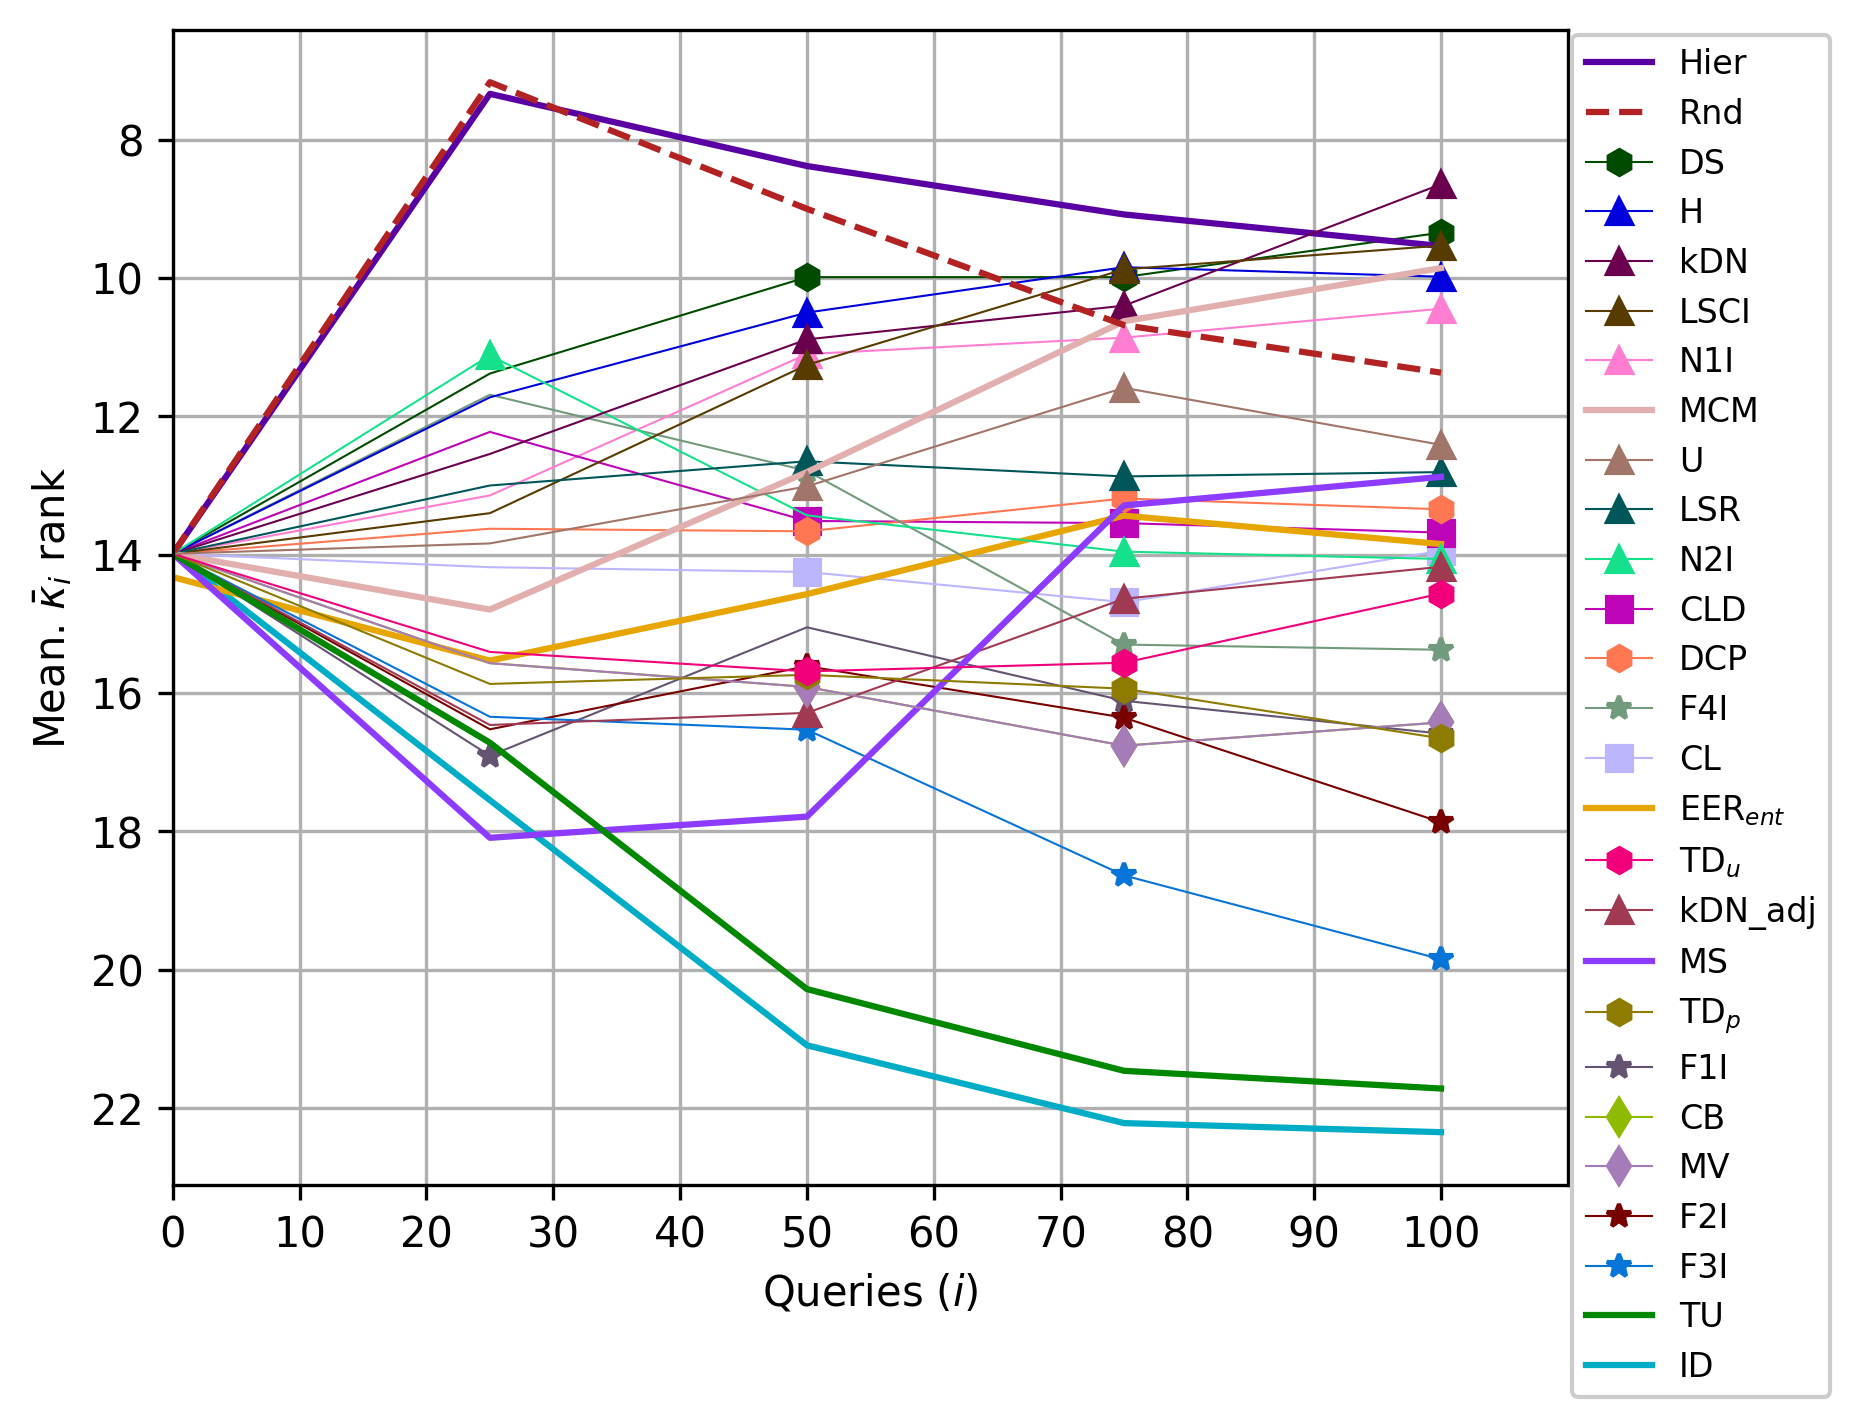 8
10
12
14
16
18
20
22
Mean. κ̄ᵢ rank
0 10 20 30 40 50 60 70 80 90 100
Queries (i)
Hier
Rnd
DS
H
kDN
LSCI
N1I
MCM
U
LSR
N2I
CLD
DCP
F4I
CL
EERₑₙₜ
TDᵤ
kDN_adj
MS
TDₚ
F1I
CB
MV
F2I
F3I
TU
ID